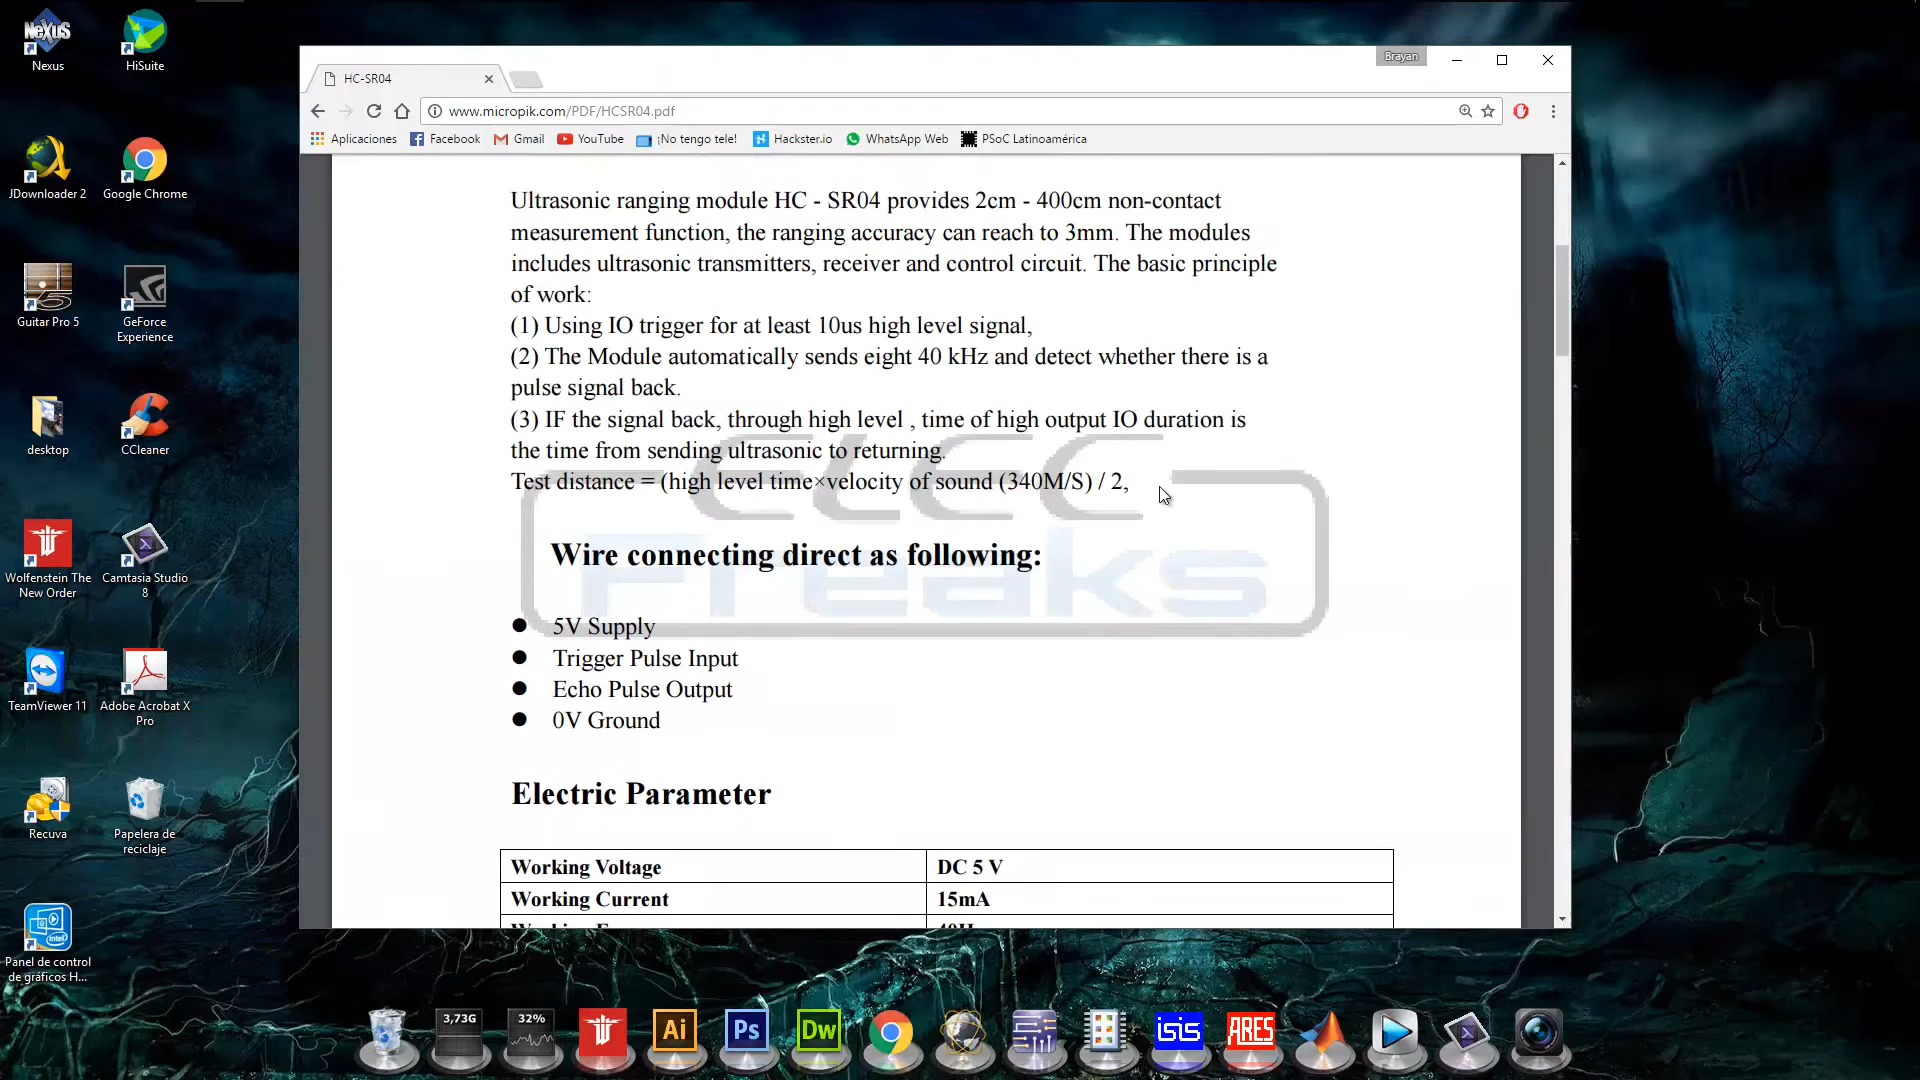 Nexus
HiSuite
JDownloader 2
Google Chrome
Guitar Pro 5
GeForce
Experience
desktop
CCleaner
Wolfenstein The
New Order
Camtasia Studio
8
TeamViewer 11
Adobe Acrobat X
Pro
Recuva
Papelera de
reciclaje
Panel de control
de gráficos H...
Brayan
HC-SR04
www.micropik.com/PDF/HCSR04.pdf
Aplicaciones
Facebook
Gmail
YouTube
¡No tengo tele!
Hackster.io
WhatsApp Web
PSoC Latinoamérica
Ultrasonic ranging module HC - SR04 provides 2cm - 400cm non-contact
measurement function, the ranging accuracy can reach to 3mm. The modules
includes ultrasonic transmitters, receiver and control circuit. The basic principle
of work:
(1) Using IO trigger for at least 10us high level signal,
(2) The Module automatically sends eight 40 kHz and detect whether there is a
pulse signal back.
(3) IF the signal back, through high level , time of high output IO duration is
the time from sending ultrasonic to returning.
Test distance = (high level time×velocity of sound (340M/S) / 2,
ELEC
Freaks
Wire connecting direct as following:
● 5V Supply
● Trigger Pulse Input
● Echo Pulse Output
● 0V Ground
Electric Parameter
Working Voltage DC 5 V
Working Current 15mA
3,73G
32%
Ai
Ps
Dw
isis
ARES